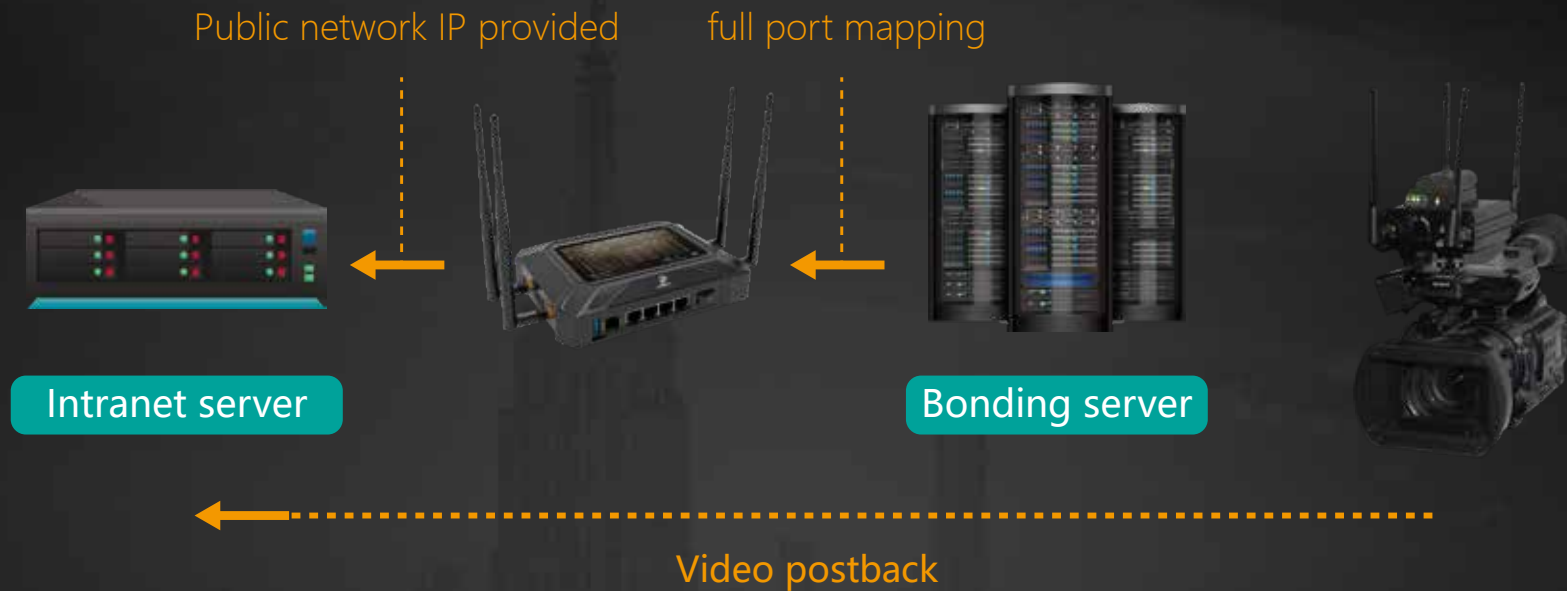 Public network IP provided
full port mapping
Intranet server
Bonding server
Video postback